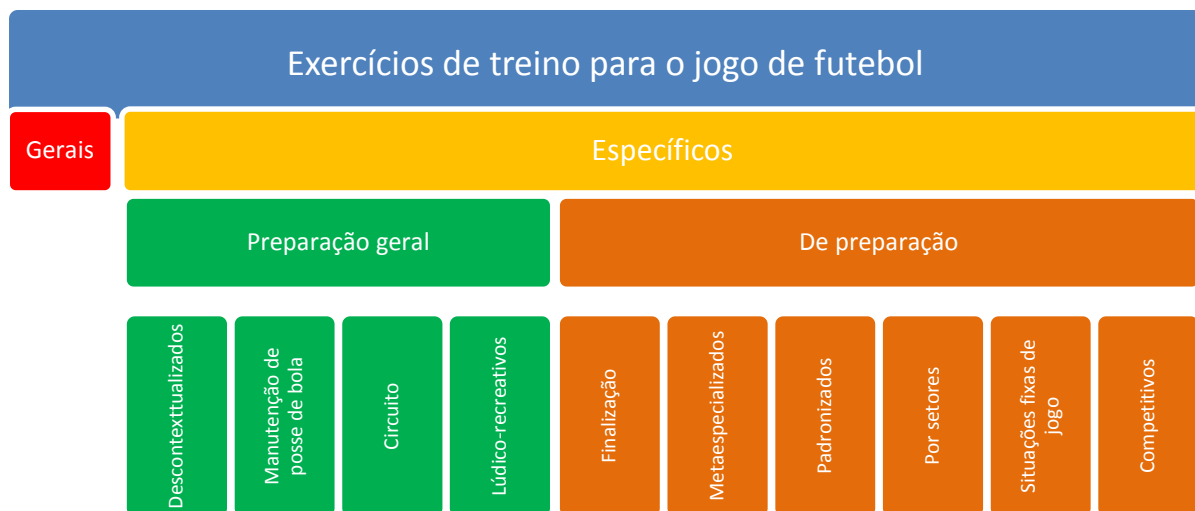 Exercícios de treino para o jogo de futebol
Gerais
Específicos
Preparação geral
De preparação
Descontexttualizados
Manutenção de
posse de bola
Circuito
Lúdico-recreativos
Finalização
Metaespecializados
Padronizados
Por setores
Situações fixas de
jogo
Competitivos